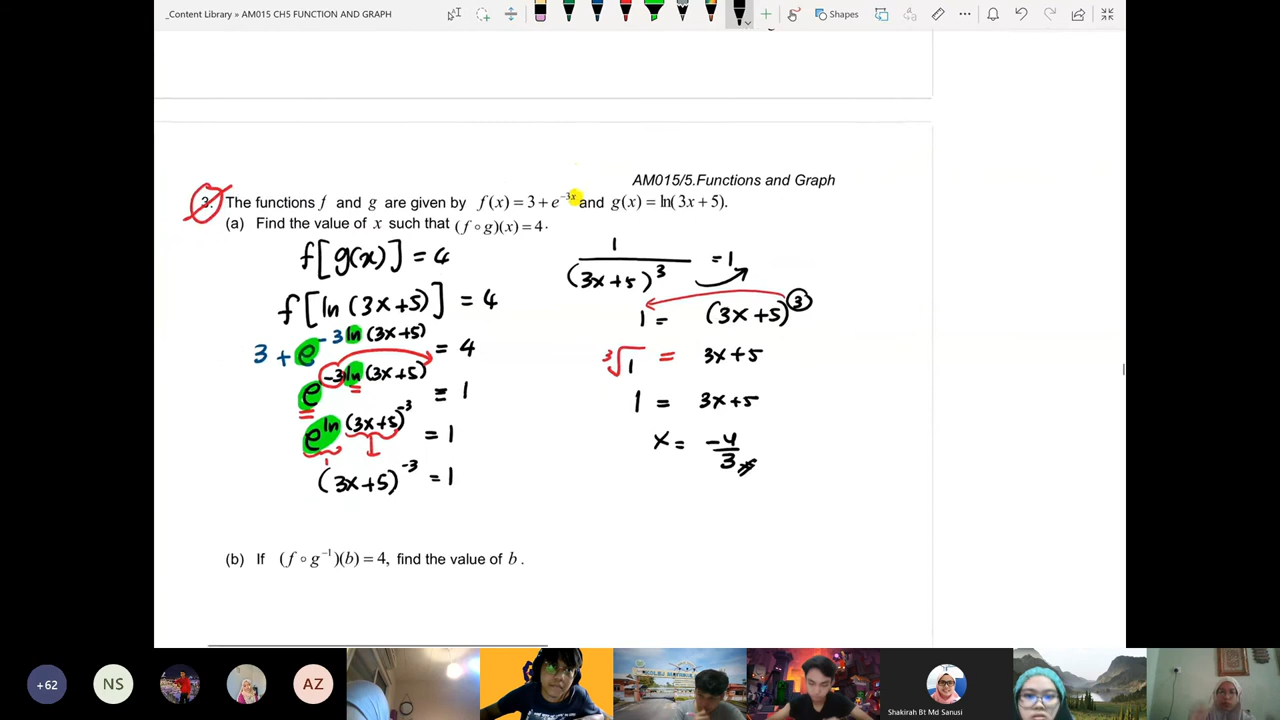 _Content Library » AM015 CH5 FUNCTION AND GRAPH
Shapes
AM015/5.Functions and Graph
3. The functions f and g are given by f(x) = 3 + e^{-3x} and g(x) = ln(3x + 5).
(a) Find the value of x such that (f ∘ g)(x) = 4.
f[g(x)] = 4
f[ln (3x+5)] = 4
3 + e^{-3 ln (3x+5)} = 4
e^{-3 ln (3x+5)} = 1
e^{ln (3x+5)^{-3}} = 1
(3x+5)^{-3} = 1
1/(3x+5)^3 = 1
1 = (3x+5)^3
∛1 = 3x+5
1 = 3x+5
x = -4/3
(b) If (f ∘ g^{-1})(b) = 4, find the value of b.
+62
NS
AZ
Shakirah Bt Md Sanusi